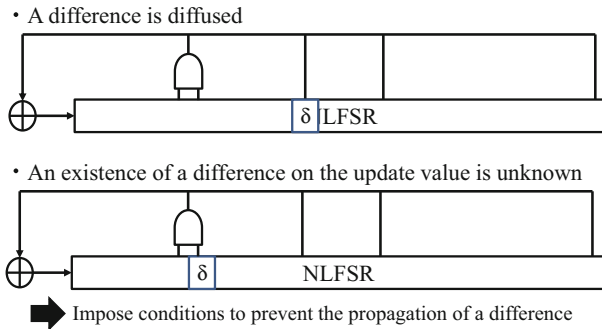 ・A difference is diffused
δ LFSR
・An existence of a difference on the update value is unknown
δ NLFSR
Impose conditions to prevent the propagation of a difference